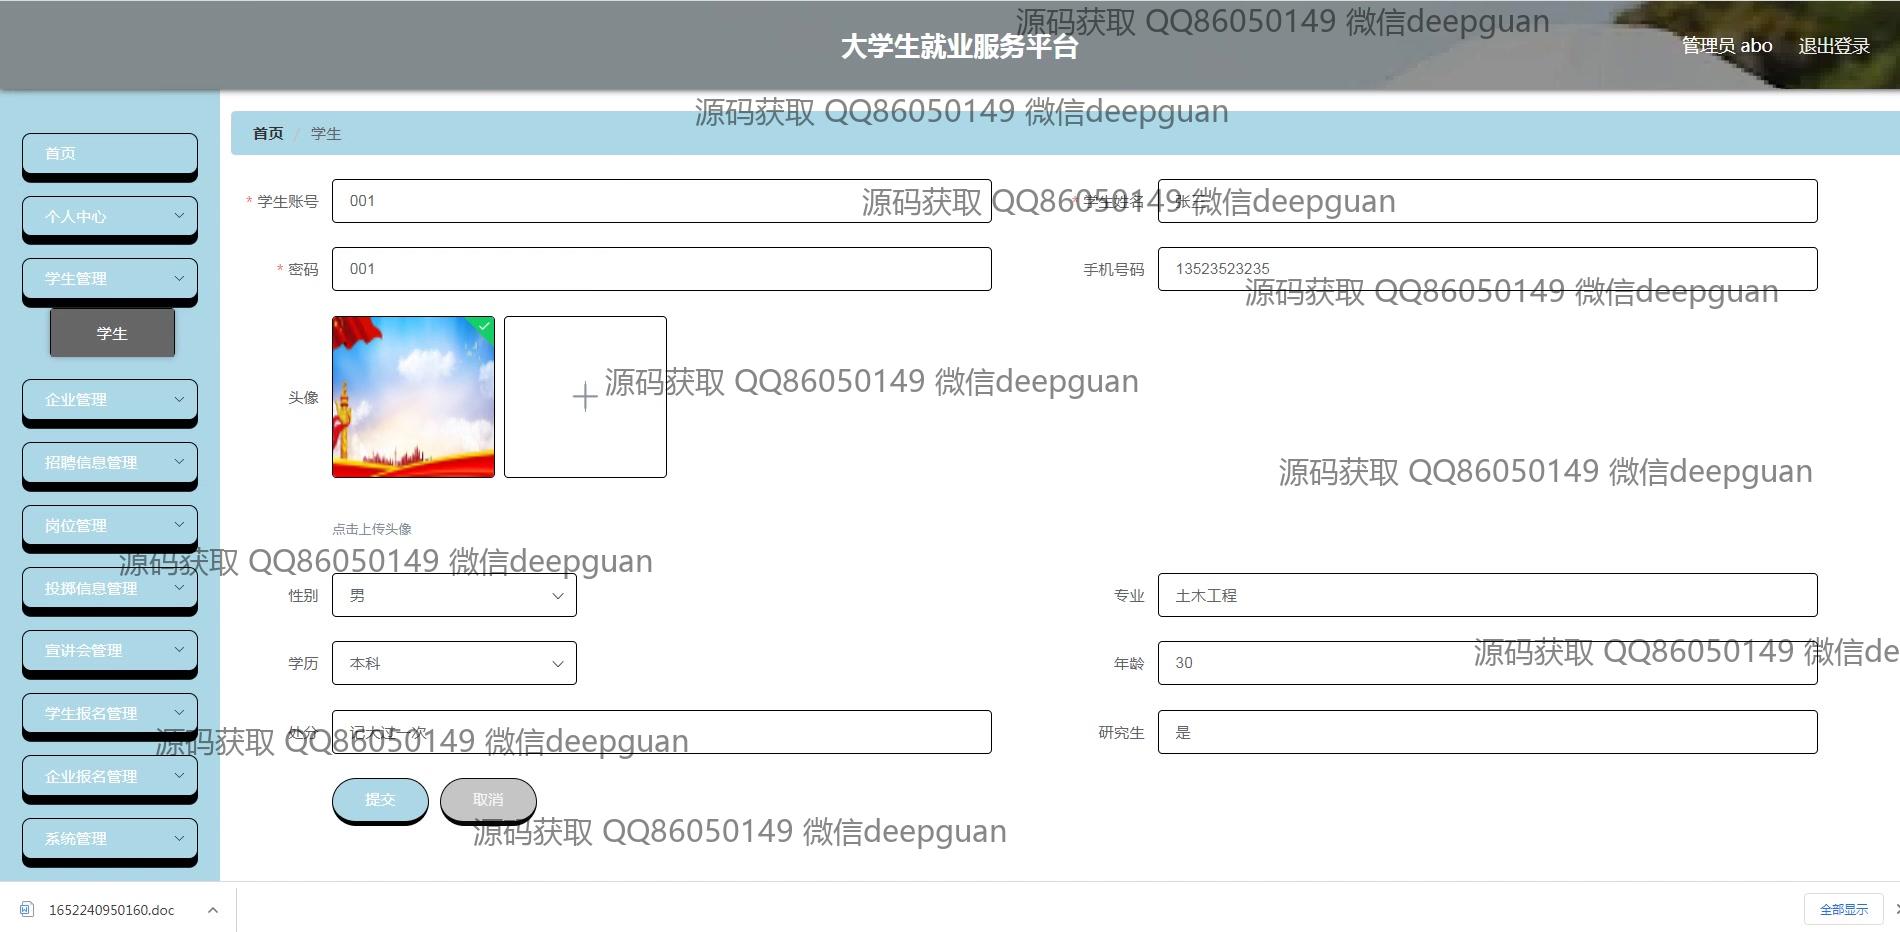 源码获取 QQ86050149 微信deepguan
大学生就业服务平台
管理员 abo
退出登录
源码获取 QQ86050149 微信deepguan
首页 / 学生
首页
个人中心
学生管理
学生
企业管理
招聘信息管理
岗位管理
投掷信息管理
宣讲会管理
学生报名管理
企业报名管理
系统管理
* 学生账号 001
* 学生姓名 张三
源码获取 QQ86050149 微信deepguan
* 密码 001
手机号码 13523523235
源码获取 QQ86050149 微信deepguan
头像
源码获取 QQ86050149 微信deepguan
源码获取 QQ86050149 微信deepguan
点击上传头像
源码获取 QQ86050149 微信deepguan
性别 男
专业 土木工程
学历 本科
年龄 30
源码获取 QQ86050149 微信de
处分 记大过一次
研究生 是
源码获取 QQ86050149 微信deepguan
提交
取消
源码获取 QQ86050149 微信deepguan
1652240950160.doc
全部显示